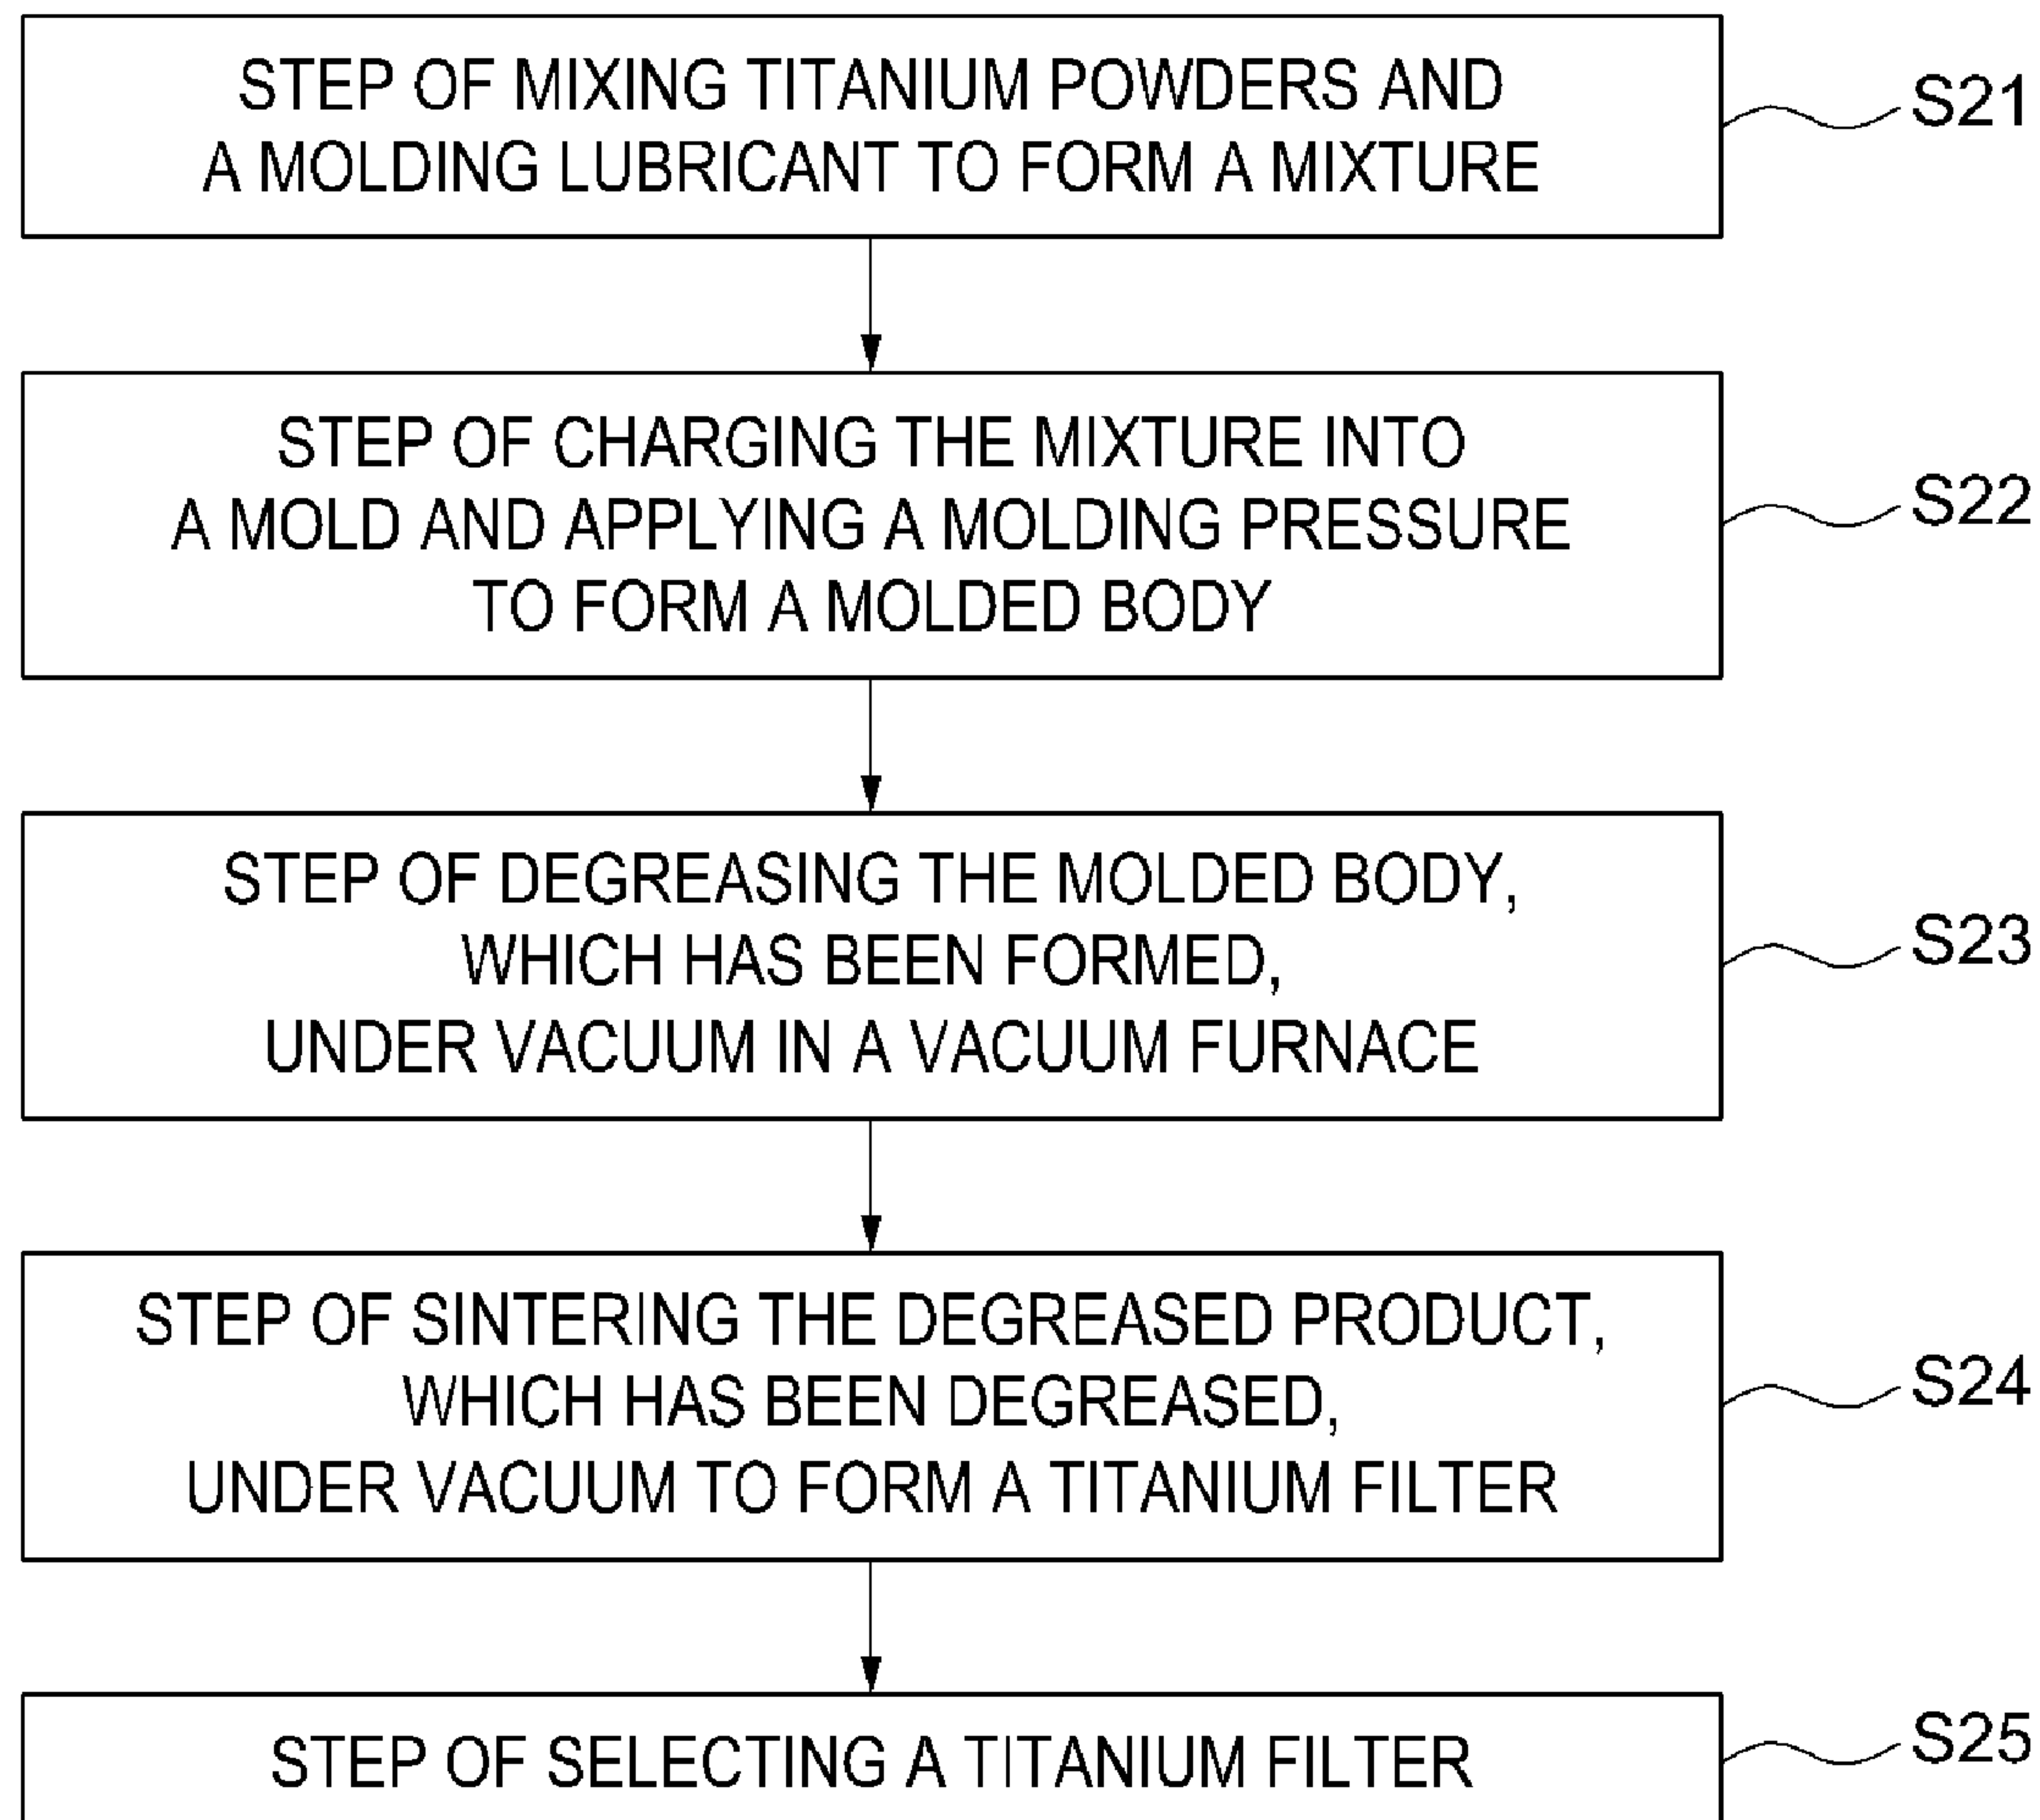 STEP OF MIXING TITANIUM POWDERS AND
A MOLDING LUBRICANT TO FORM A MIXTURE
S21
STEP OF CHARGING THE MIXTURE INTO
A MOLD AND APPLYING A MOLDING PRESSURE
TO FORM A MOLDED BODY
S22
STEP OF DEGREASING THE MOLDED BODY,
WHICH HAS BEEN FORMED,
UNDER VACUUM IN A VACUUM FURNACE
S23
STEP OF SINTERING THE DEGREASED PRODUCT,
WHICH HAS BEEN DEGREASED,
UNDER VACUUM TO FORM A TITANIUM FILTER
S24
STEP OF SELECTING A TITANIUM FILTER
S25